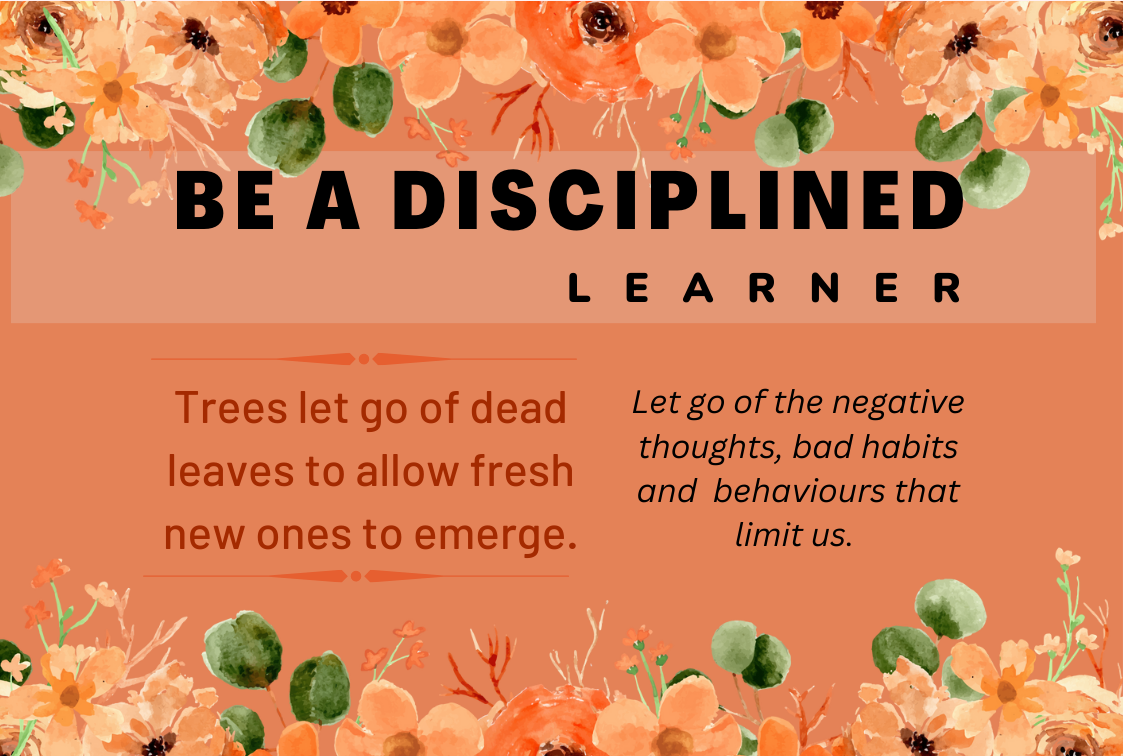 BE A DISCIPLINED
LEARNER
Trees let go of dead
leaves to allow fresh
new ones to emerge.
Let go of the negative
thoughts, bad habits
and behaviours that
limit us.